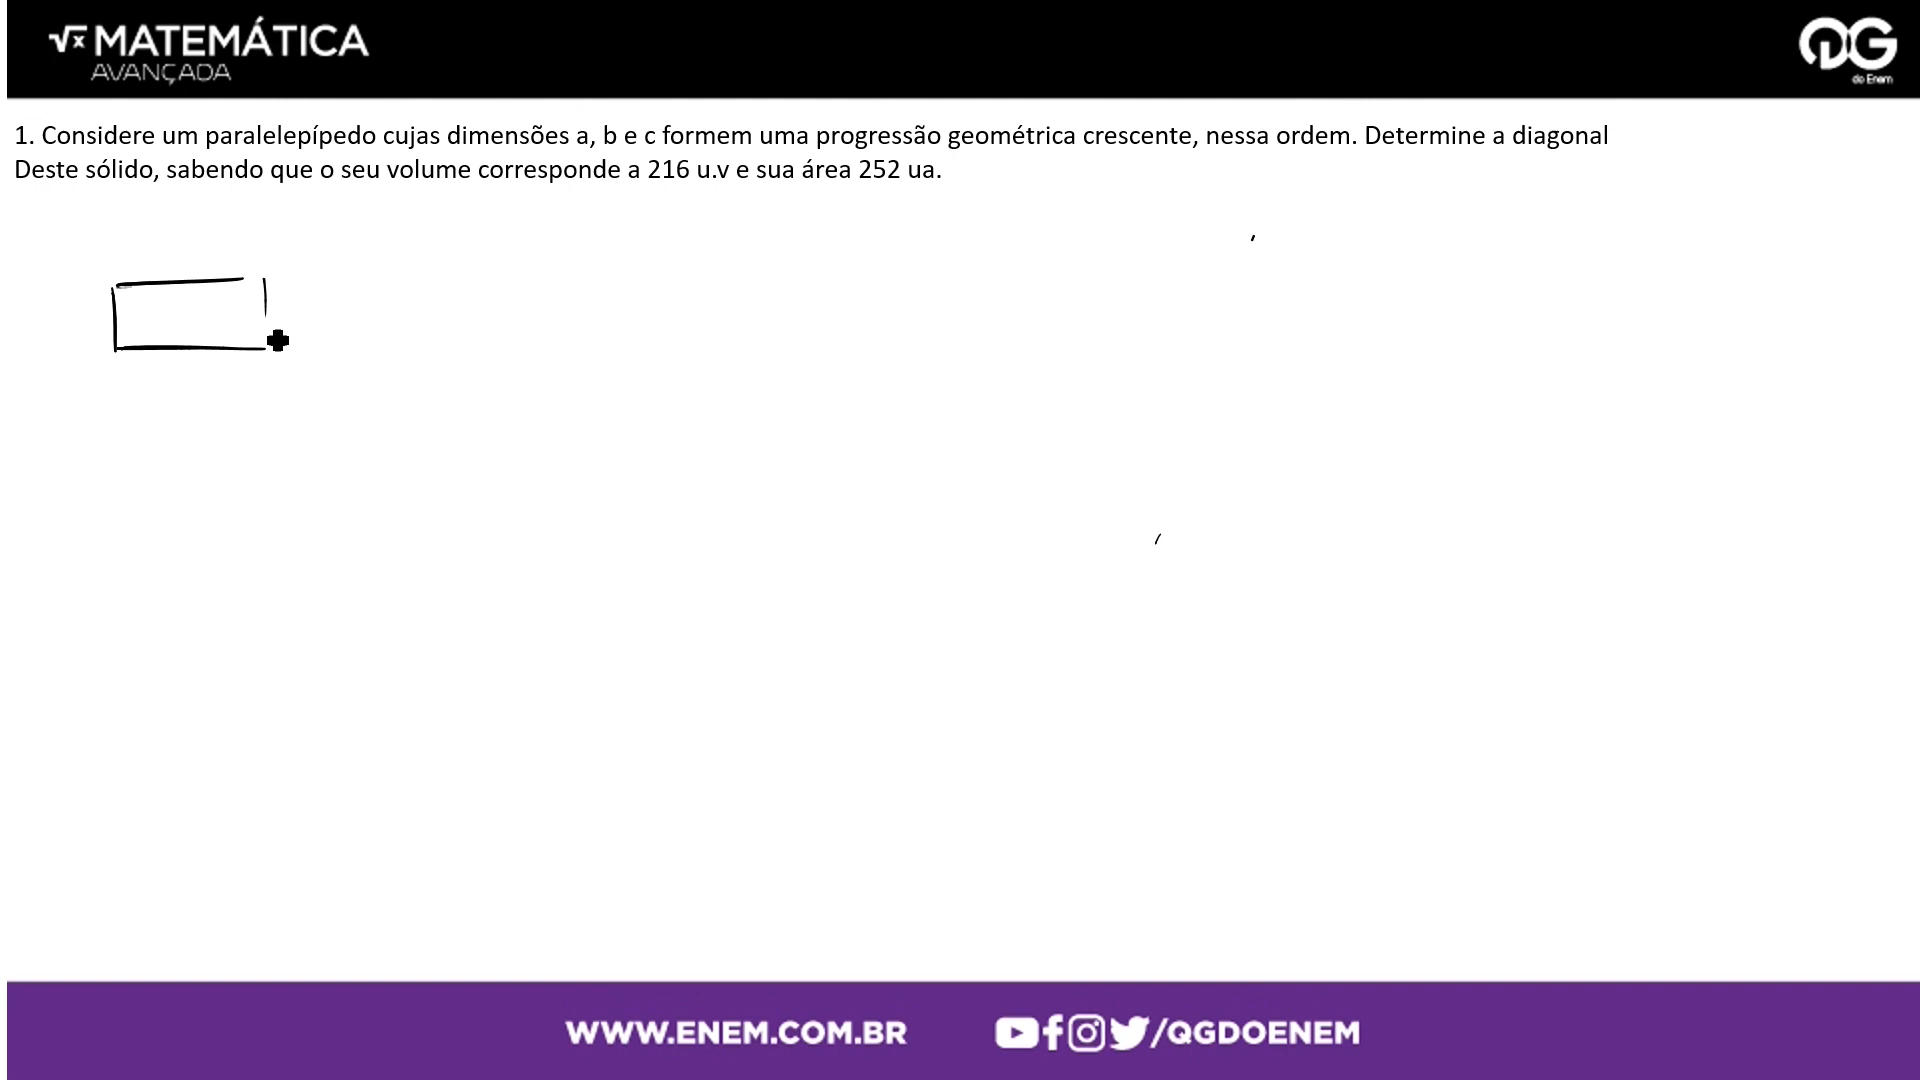 √x MATEMÁTICA
AVANÇADA
QG
do Enem
1. Considere um paralelepípedo cujas dimensões a, b e c formem uma progressão geométrica crescente, nessa ordem. Determine a diagonal
Deste sólido, sabendo que o seu volume corresponde a 216 u.v e sua área 252 ua.
WWW.ENEM.COM.BR
/QGDOENEM